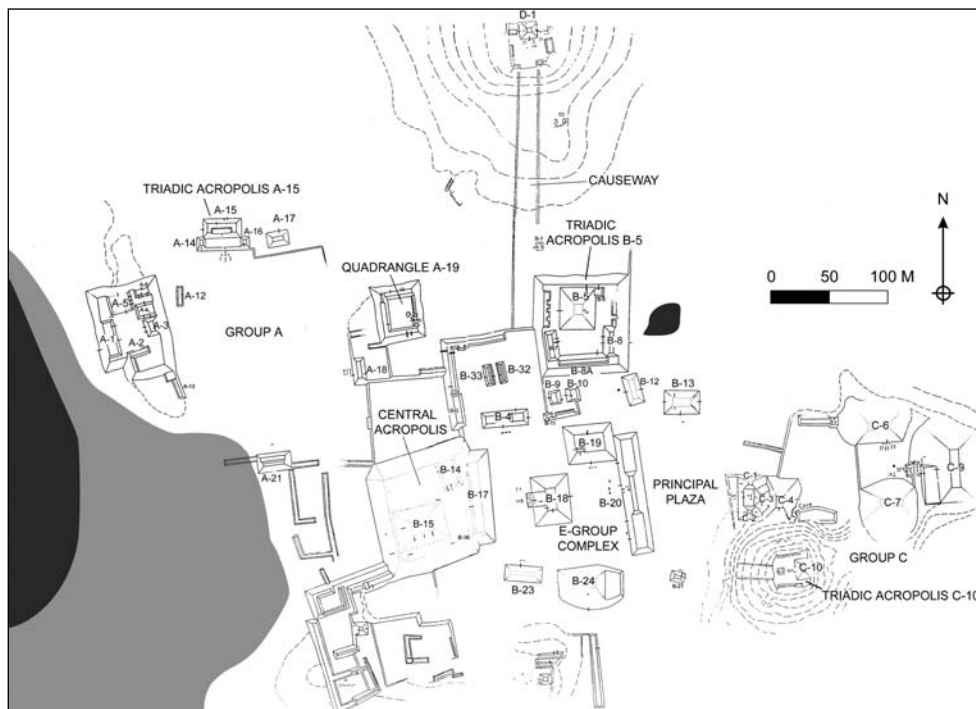 D-1
CAUSEWAY
TRIADIC ACROPOLIS A-15
A-15
A-17
A-14
A-16
TRIADIC
ACROPOLIS B-5
N
QUADRANGLE A-19
B-5
0 50 100 M
A-5
A-12
A-3
A-1
A-2
GROUP A
B-8
A-18
B-33
B-32
B-8A
B-9
B-10
B-12
B-13
CENTRAL
ACROPOLIS
B-4
B-19
C-6
A-21
B-14
B-17
B-18
B-20
PRINCIPAL
PLAZA
C-1
C-3
C-4
C-2
C-7
C-9
B-15
E-GROUP
COMPLEX
GROUP C
B-23
B-24
C-10
TRIADIC ACROPOLIS C-10